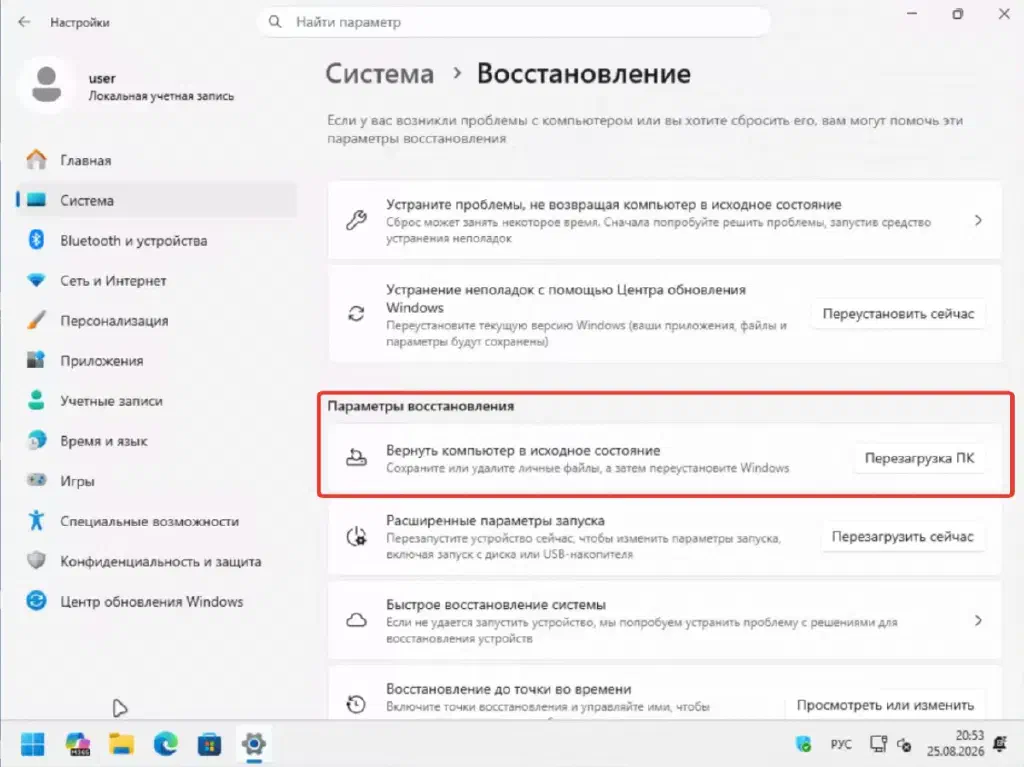 Настройки
Найти параметр
user
Локальная учетная запись
Главная
Система
Bluetooth и устройства
Сеть и Интернет
Персонализация
Приложения
Учетные записи
Время и язык
Игры
Специальные возможности
Конфиденциальность и защита
Центр обновления Windows
Система › Восстановление
Если у вас возникли проблемы с компьютером или вы хотите сбросить его, вам могут помочь эти
параметры восстановления
Устраните проблемы, не возвращая компьютер в исходное состояние
Сброс может занять некоторое время. Сначала попробуйте решить проблемы, запустив средство
устранения неполадок
Устранение неполадок с помощью Центра обновления
Windows
Переустановите текущую версию Windows (ваши приложения, файлы и
параметры будут сохранены)
Переустановить сейчас
Параметры восстановления
Вернуть компьютер в исходное состояние
Сохраните или удалите личные файлы, а затем переустановите Windows
Перезагрузка ПК
Расширенные параметры запуска
Перезапустите устройство сейчас, чтобы изменить параметры запуска,
включая запуск с диска или USB-накопителя
Перезагрузить сейчас
Быстрое восстановление системы
Если не удается запустить устройство, мы попробуем устранить проблему с решениями для
восстановления устройств
Восстановление до точки во времени
Включите точки восстановления и управляйте ими, чтобы
Просмотреть или изменить
M365
РУС
20:53
25.08.2026